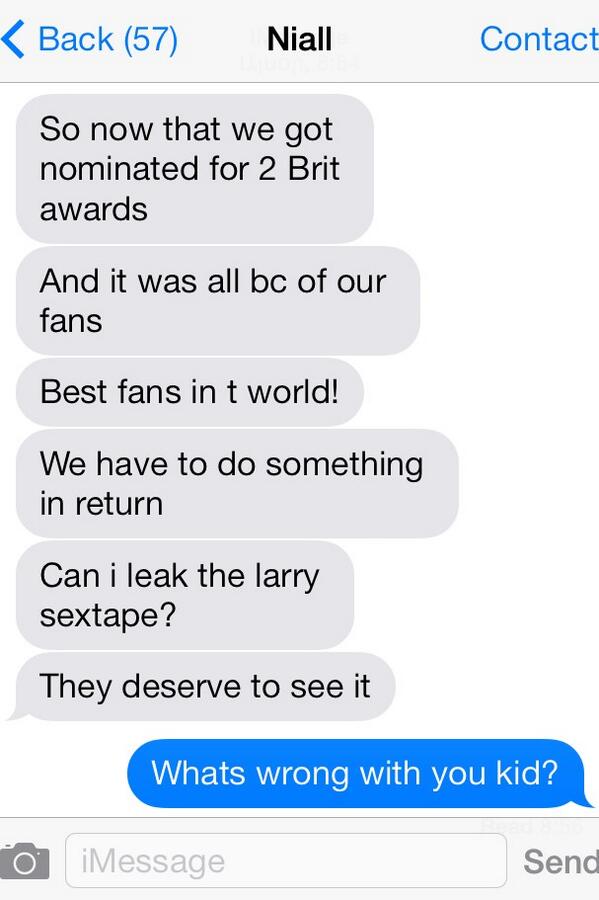 Back (57) Niall Contact
So now that we got
nominated for 2 Brit
awards
And it was all bc of our
fans
Best fans in t world!
We have to do something
in return
Can i leak the larry
sextape?
They deserve to see it
Whats wrong with you kid?
Read 8:56
iMessage Send